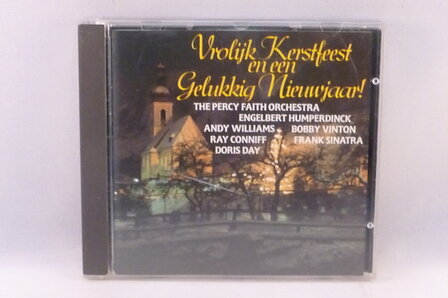 Vrolijk Kerstfeest
en een
Gelukkig Nieuwjaar!
THE PERCY FAITH ORCHESTRA
ENGELBERT HUMPERDINCK
ANDY WILLIAMS BOBBY VINTON
RAY CONNIFF FRANK SINATRA
DORIS DAY